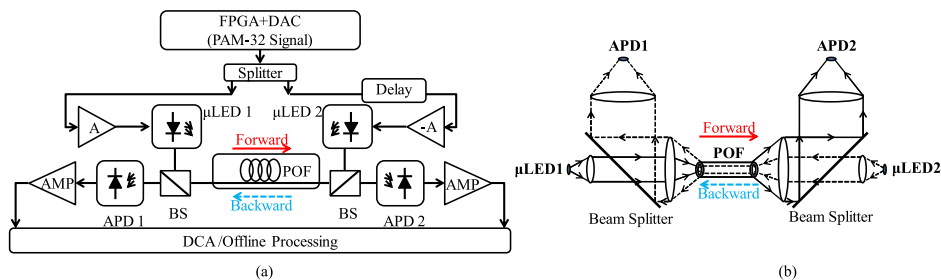 FPGA+DAC
(PAM-32 Signal)
Splitter
Delay
A
μLED 1
μLED 2
-A
Forward
POF
Backward
AMP
APD 1
BS
BS
APD 2
AMP
DCA/Offline Processing
(a)
APD1
APD2
Forward
POF
μLED1
μLED2
Backward
Beam Splitter
Beam Splitter
(b)